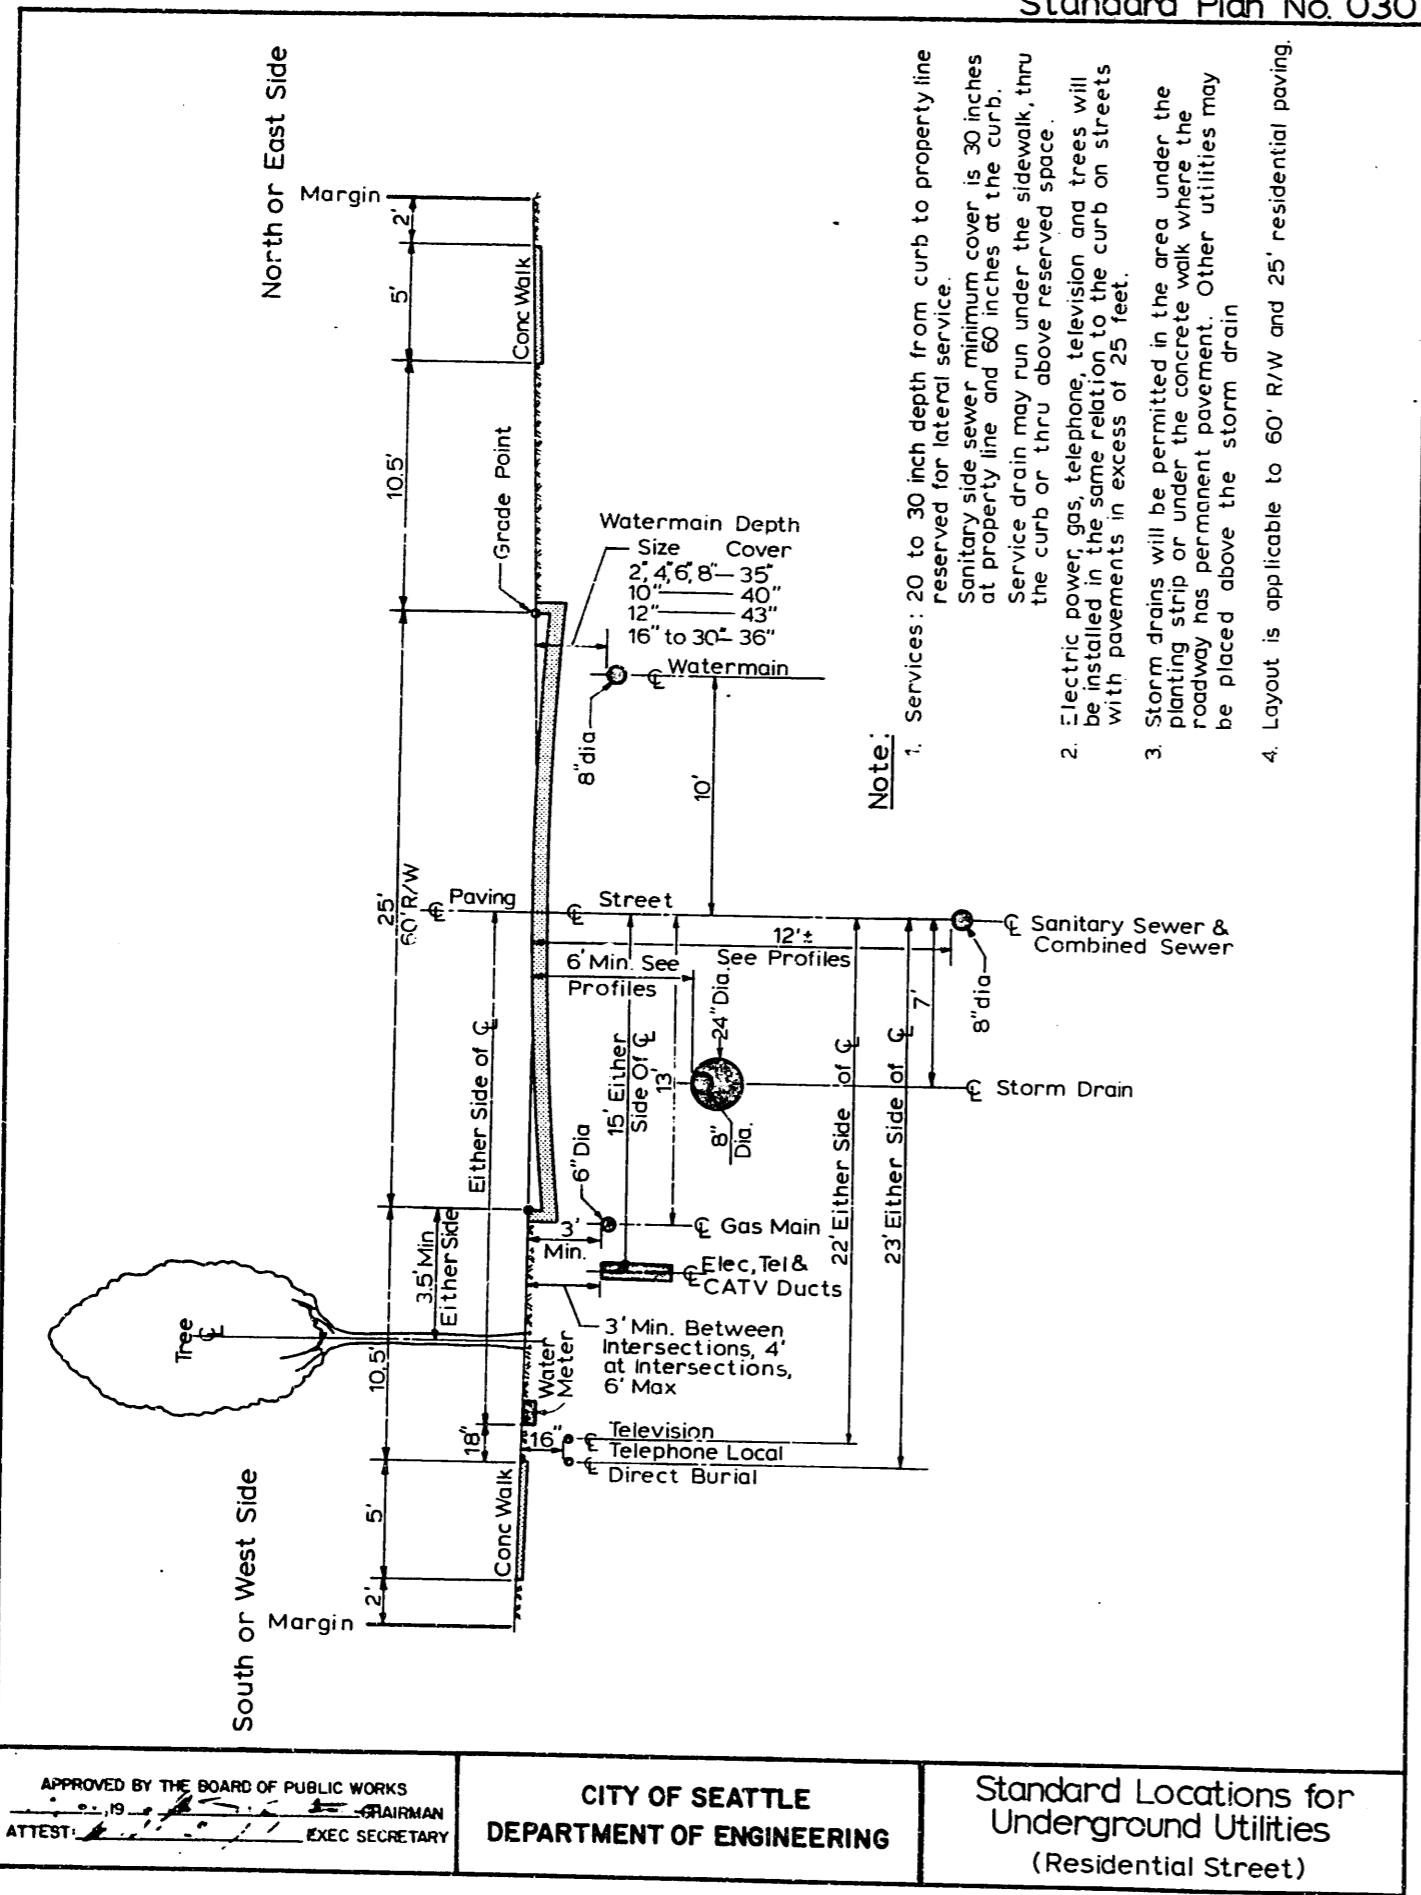 Standard Plan No. 030
North or East Side
Margin
2'
5'
Conc Walk
10.5'
Grade Point
Watermain Depth
Size Cover
2", 4", 6", 8" — 35"
10" — 40"
12" — 43"
16" to 30" — 36"
℄ Watermain
8" dia
10'
25'
60' R/W
℄ Paving
℄ Street
12'±
See Profiles
6' Min. See
Profiles
℄ Sanitary Sewer &
Combined Sewer
8" dia
7'
24" Dia.
8"
Dia.
℄ Storm Drain
Either Side of ℄
15' Either
Side Of ℄
13'
22' Either Side of ℄
23' Either Side of ℄
6" Dia
3'
Min.
℄ Gas Main
℄ Elec, Tel &
CATV Ducts
3.5' Min
Either Side
Tree
℄
10.5'
3' Min. Between
Intersections, 4'
at Intersections,
6' Max
Water
Meter
18"
16"
℄ Television
Telephone Local
℄ Direct Burial
Conc Walk
5'
2'
Margin
South or West Side
Note:
1. Services: 20 to 30 inch depth from curb to property line
reserved for lateral service.
Sanitary side sewer minimum cover is 30 inches
at property line and 60 inches at the curb.
Service drain may run under the sidewalk, thru
the curb or thru above reserved space.
2. Electric power, gas, telephone, television and trees will
be installed in the same relation to the curb on streets
with pavements in excess of 25 feet.
3. Storm drains will be permitted in the area under the
planting strip or under the concrete walk where the
roadway has permanent pavement. Other utilities may
be placed above the storm drain
4. Layout is applicable to 60' R/W and 25' residential paving.
APPROVED BY THE BOARD OF PUBLIC WORKS
,19 CHAIRMAN
ATTEST: EXEC SECRETARY
CITY OF SEATTLE
DEPARTMENT OF ENGINEERING
Standard Locations for
Underground Utilities
(Residential Street)